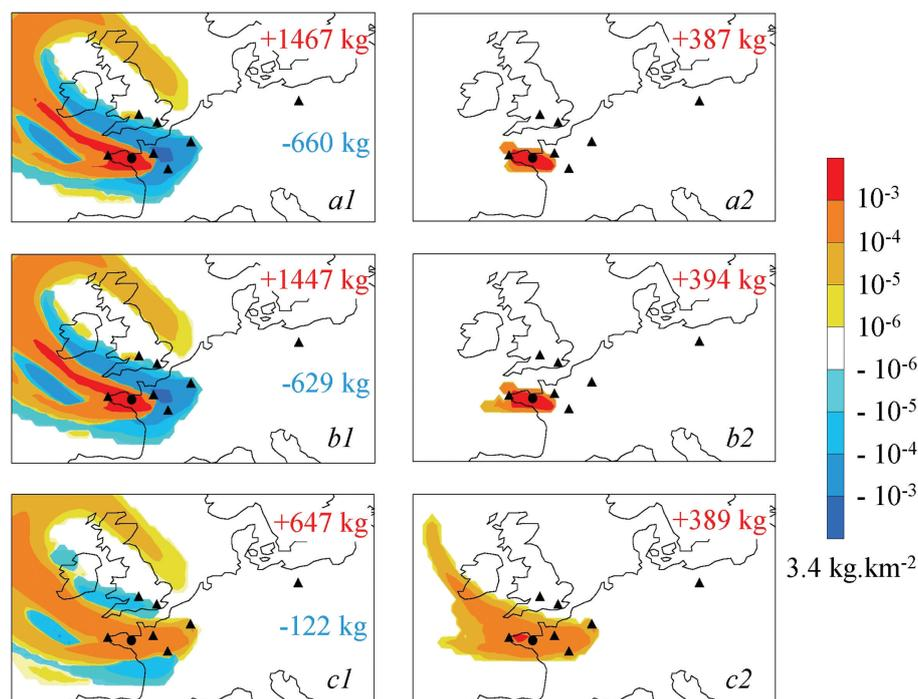 +1467 kg
-660 kg
a1
+387 kg
a2
+1447 kg
-629 kg
b1
+394 kg
b2
+647 kg
-122 kg
c1
+389 kg
c2
10⁻³
10⁻⁴
10⁻⁵
10⁻⁶
- 10⁻⁶
- 10⁻⁵
- 10⁻⁴
- 10⁻³
3.4 kg.km⁻²